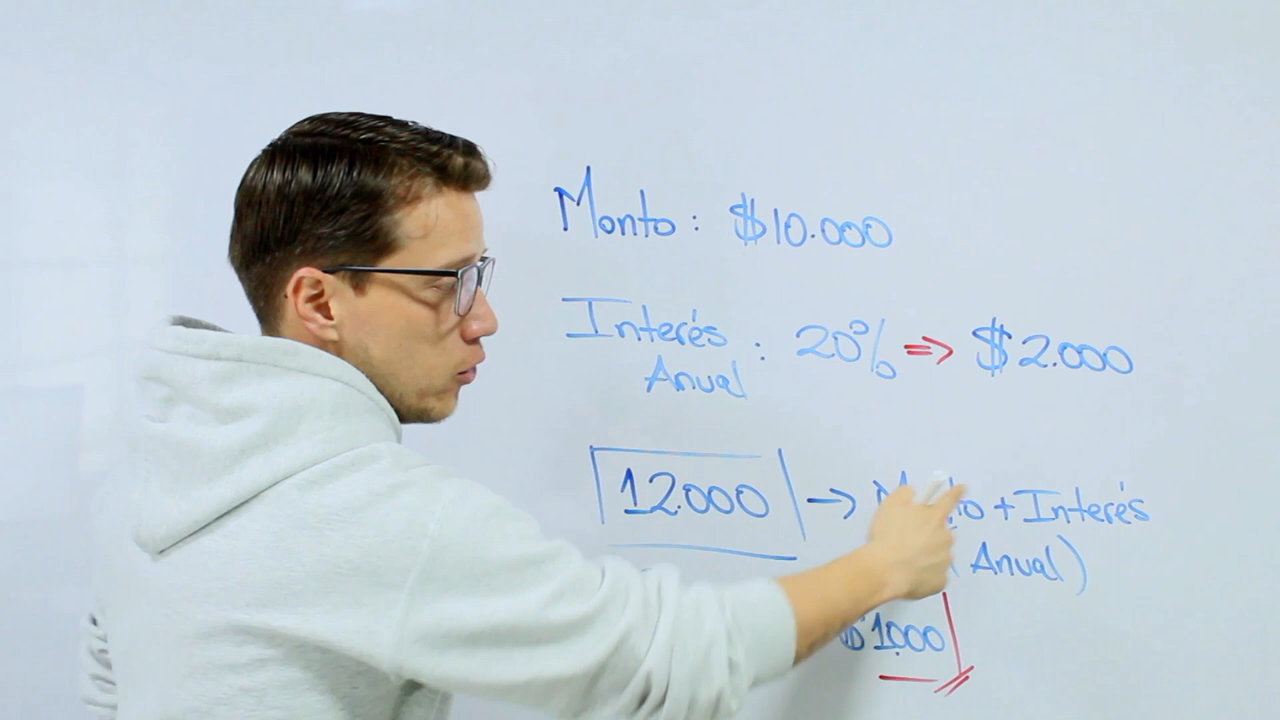 Monto: $10.000
Interés
Anual : 20% ⇒ $2.000
12.000 → +Interés
Anual)
$1.000